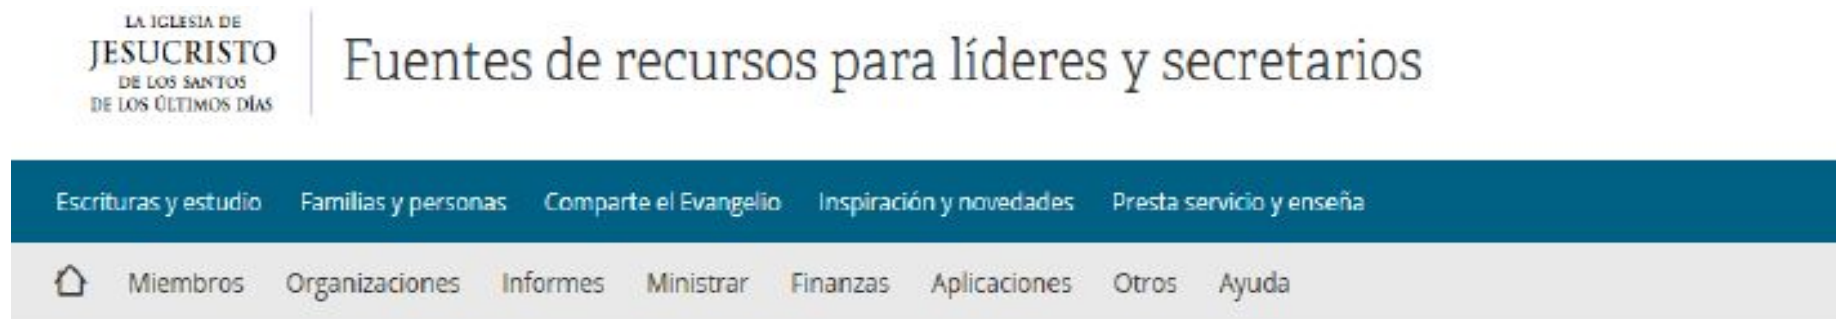 LA IGLESIA DE
JESUCRISTO
DE LOS SANTOS
DE LOS ÚLTIMOS DÍAS
Fuentes de recursos para líderes y secretarios
Escrituras y estudio Familias y personas Comparte el Evangelio Inspiración y novedades Presta servicio y enseña
Miembros Organizaciones Informes Ministrar Finanzas Aplicaciones Otros Ayuda